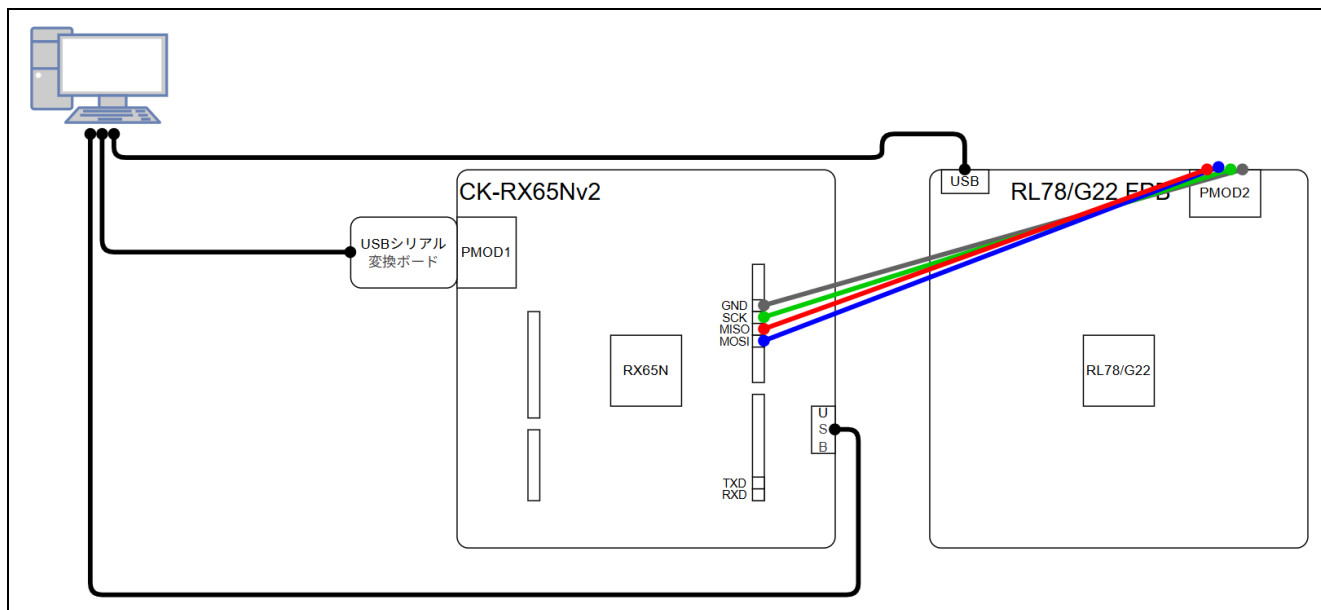 CK-RX65Nv2
USBシリアル
変換ボード
PMOD1
GND
SCK
MISO
MOSI
RX65N
U
S
B
TXD
RXD
USB
RL78/G22 FPB
PMOD2
RL78/G22